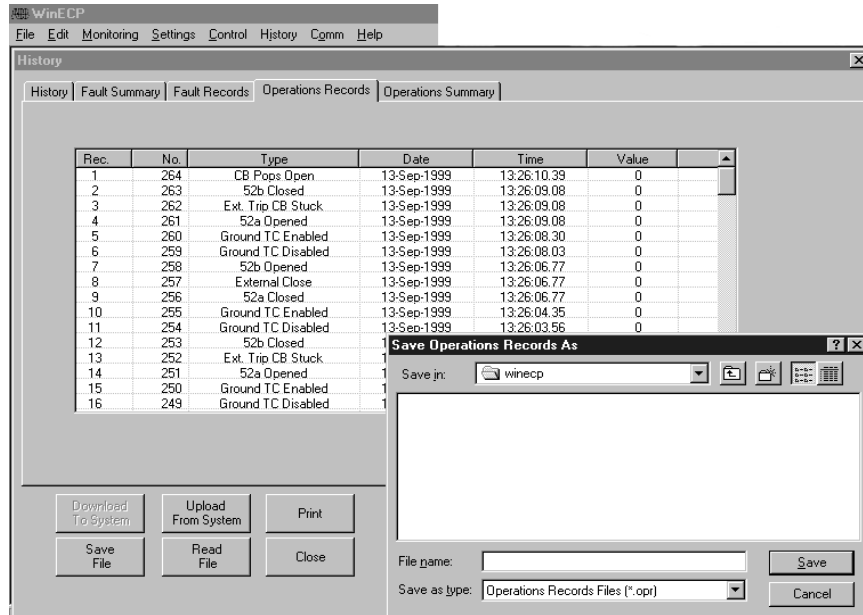 WinECP
File Edit Monitoring Settings Control History Comm Help
History
History Fault Summary Fault Records Operations Records Operations Summary
Rec. No. Type Date Time Value
1 264 CB Pops Open 13-Sep-1999 13:26:10.39 0
2 263 52b Closed 13-Sep-1999 13:26:09.08 0
3 262 Ext. Trip CB Stuck 13-Sep-1999 13:26:09.08 0
4 261 52a Opened 13-Sep-1999 13:26:09.08 0
5 260 Ground TC Enabled 13-Sep-1999 13:26:08.30 0
6 259 Ground TC Disabled 13-Sep-1999 13:26:08.03 0
7 258 52b Opened 13-Sep-1999 13:26:06.77 0
8 257 External Close 13-Sep-1999 13:26:06.77 0
9 256 52a Closed 13-Sep-1999 13:26:06.77 0
10 255 Ground TC Enabled 13-Sep-1999 13:26:04.35 0
11 254 Ground TC Disabled 13-Sep-1999 13:26:03.56 0
12 253 52b Closed 1
13 252 Ext. Trip CB Stuck 1
14 251 52a Opened 1
15 250 Ground TC Enabled 1
16 249 Ground TC Disabled 1
Save Operations Records As
Save in: winecp
File name:
Save as type: Operations Records Files (*.opr)
Save
Cancel
Download To System
Upload From System
Print
Save File
Read File
Close